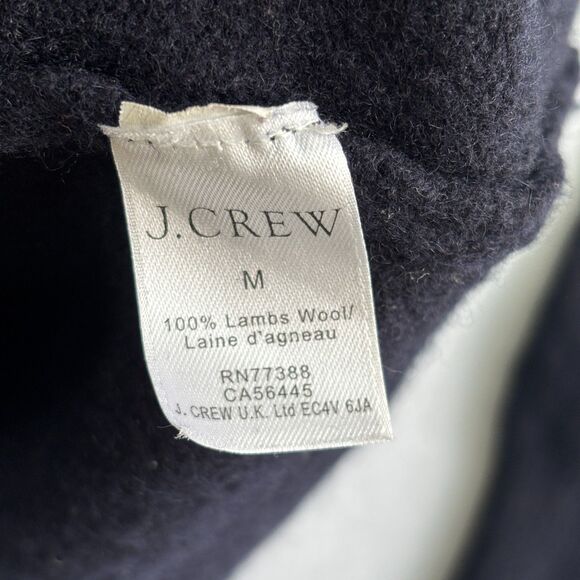 J.CREW
M
100% Lambs Wool/
Laine d'agneau
RN77388
CA56445
J. CREW U.K. Ltd EC4V 6JA